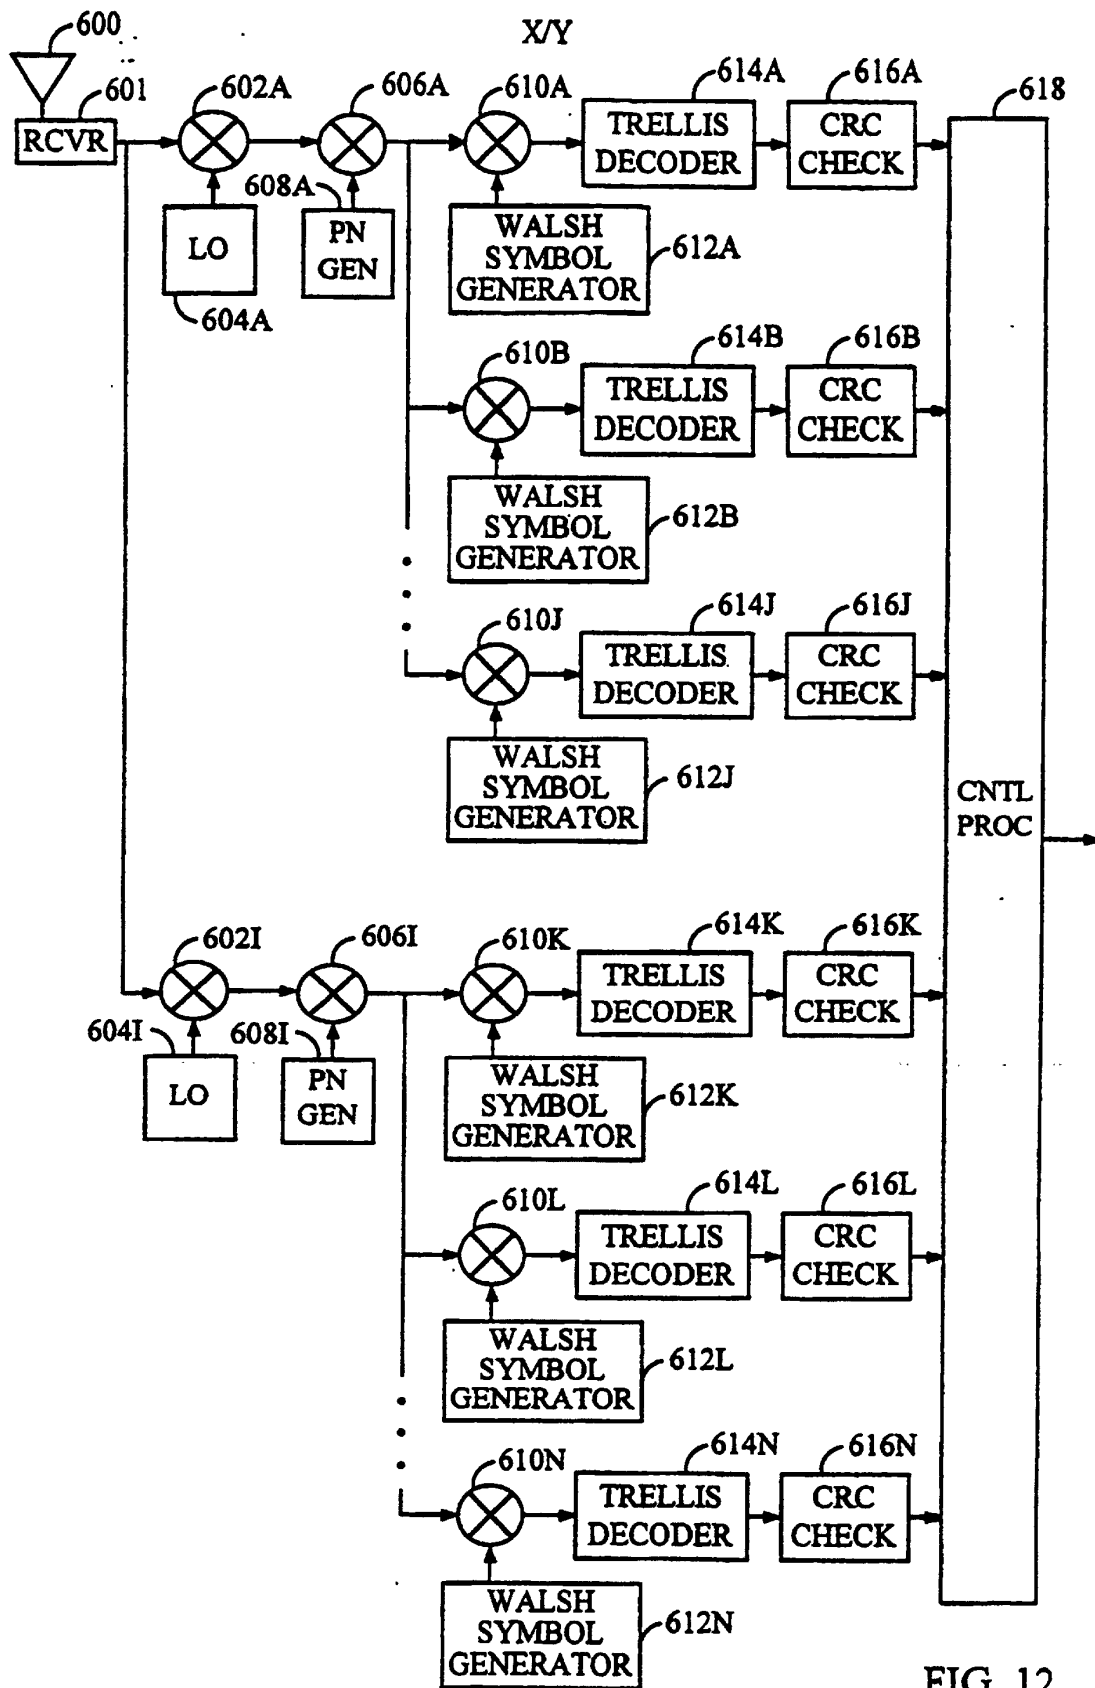 600
X/Y
601
602A
606A
610A
614A
616A
618
RCVR
TRELLIS
DECODER
CRC
CHECK
608A
LO
PN
GEN
WALSH
SYMBOL
GENERATOR
612A
604A
610B
614B
616B
TRELLIS
DECODER
CRC
CHECK
WALSH
SYMBOL
GENERATOR
612B
610J
614J
616J
TRELLIS
DECODER
CRC
CHECK
WALSH
SYMBOL
GENERATOR
612J
CNTL
PROC
602I
606I
610K
614K
616K
TRELLIS
DECODER
CRC
CHECK
604I
608I
LO
PN
GEN
WALSH
SYMBOL
GENERATOR
612K
610L
614L
616L
TRELLIS
DECODER
CRC
CHECK
WALSH
SYMBOL
GENERATOR
612L
610N
614N
616N
TRELLIS
DECODER
CRC
CHECK
WALSH
SYMBOL
GENERATOR
612N
FIG. 12